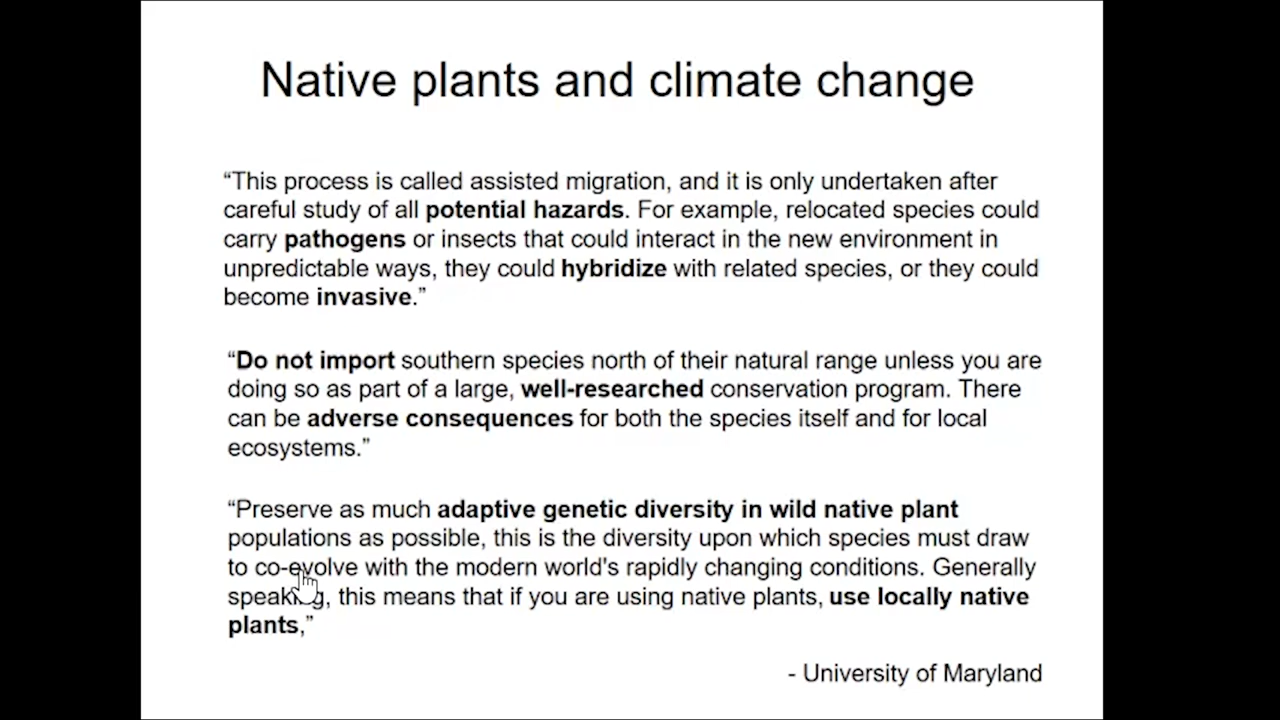 Native plants and climate change
“This process is called assisted migration, and it is only undertaken after
careful study of all potential hazards. For example, relocated species could
carry pathogens or insects that could interact in the new environment in
unpredictable ways, they could hybridize with related species, or they could
become invasive.”
“Do not import southern species north of their natural range unless you are
doing so as part of a large, well-researched conservation program. There
can be adverse consequences for both the species itself and for local
ecosystems.”
“Preserve as much adaptive genetic diversity in wild native plant
populations as possible, this is the diversity upon which species must draw
to co-evolve with the modern world's rapidly changing conditions. Generally
speaking, this means that if you are using native plants, use locally native
plants,”
- University of Maryland